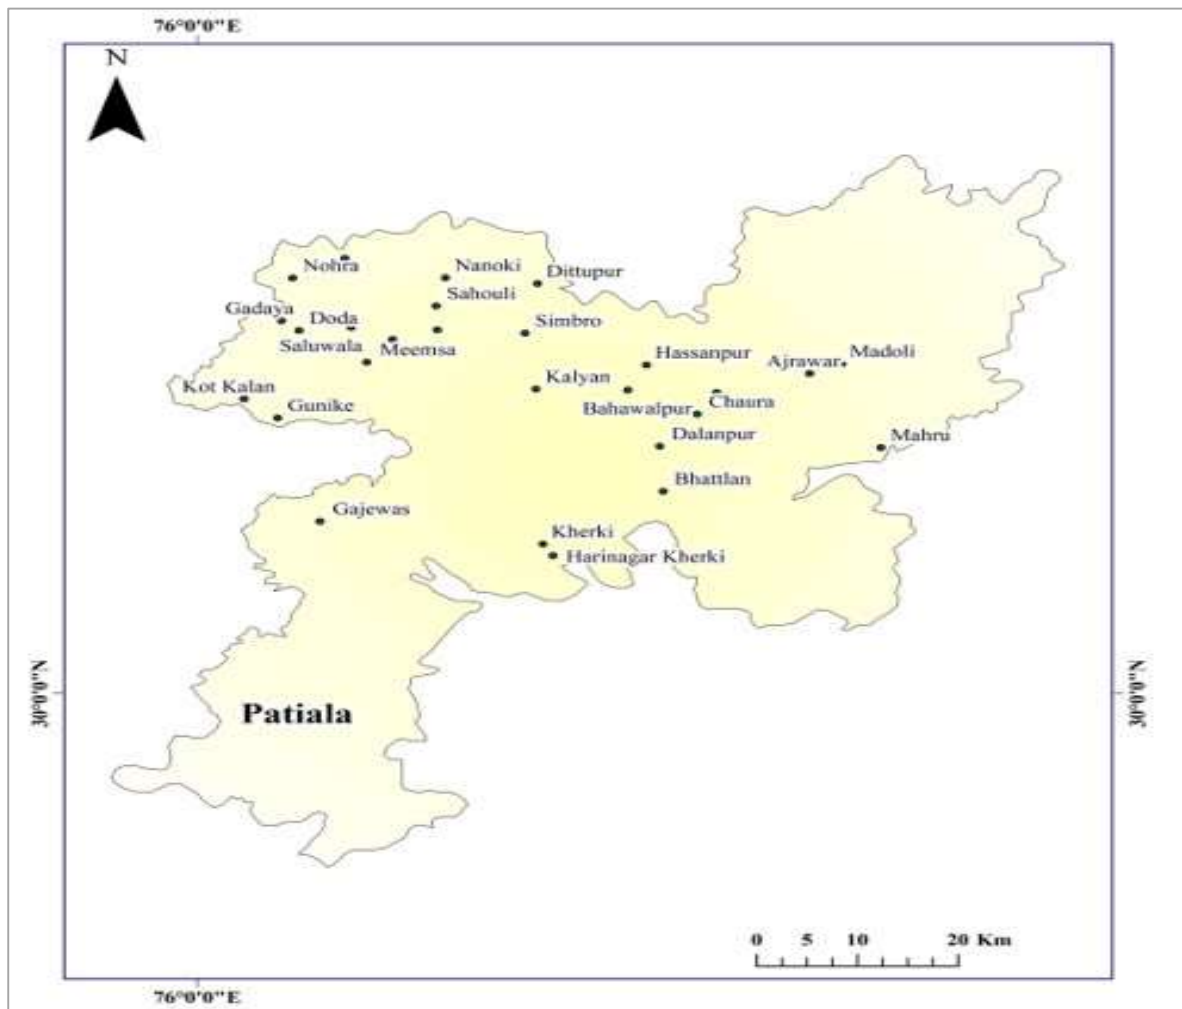 76°0'0"E
N
Nohra
Nanoki
Dittupur
Sahouli
Gadaya
Doda
Simbro
Saluwala
Meemsa
Hassanpur
Madoli
Ajrawar
Kot Kalan
Kalyan
Gunike
Bahawalpur
Chaura
Dalanpur
Mahru
Bhattlan
Gajewas
Kherki
Harinagar Kherki
30°0'0"N
30°0'0"N
Patiala
0 5 10 20 Km
76°0'0"E